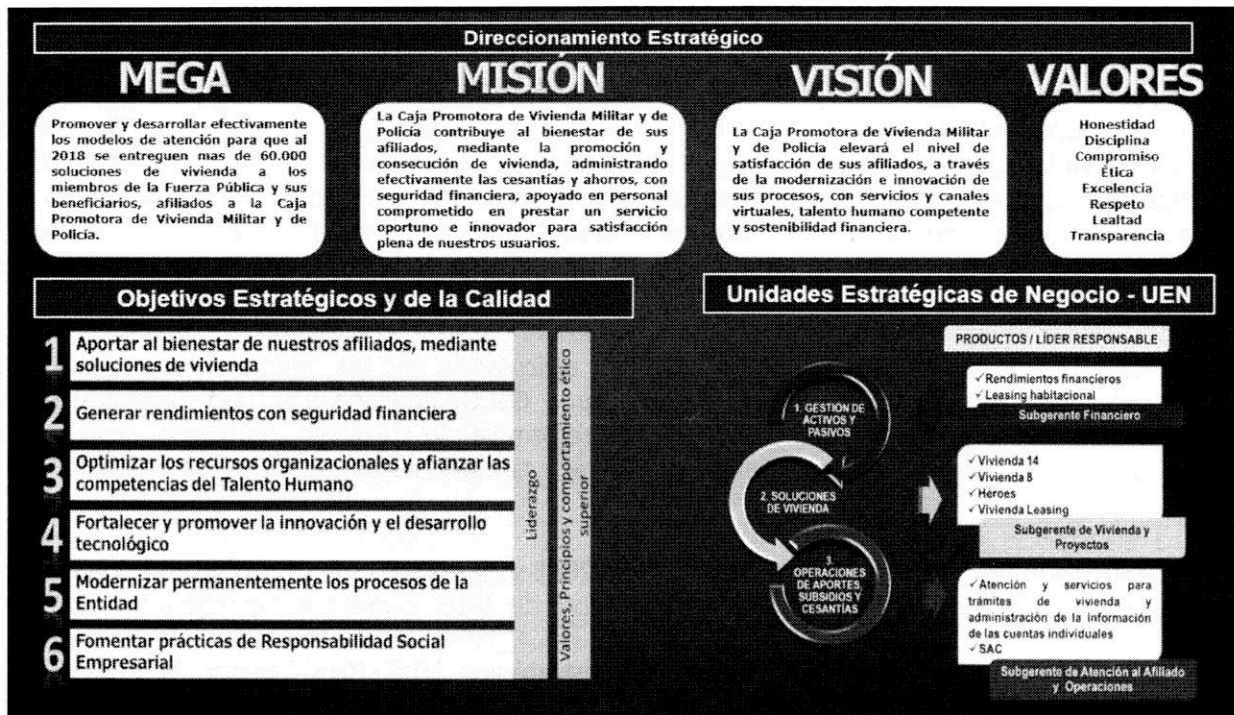 Direccionamiento Estratégico
MEGA
Promover y desarrollar efectivamente
los modelos de atención para que al
2018 se entreguen mas de 60.000
soluciones de vivienda a los
miembros de la Fuerza Pública y sus
beneficiarios, afiliados a la Caja
Promotora de Vivienda Militar y de
Policía.
MISIÓN
La Caja Promotora de Vivienda Militar y de
Policía contribuye al bienestar de sus
afiliados, mediante la promoción y
consecución de vivienda, administrando
efectivamente las cesantías y ahorros, con
seguridad financiera, apoyado en personal
comprometido en prestar un servicio
oportuno e innovador para satisfacción
plena de nuestros usuarios.
VISIÓN
La Caja Promotora de Vivienda Militar
y de Policía elevará el nivel de
satisfacción de sus afiliados, a través
de la modernización e innovación de
sus procesos, con servicios y canales
virtuales, talento humano competente
y sostenibilidad financiera.
VALORES
Honestidad
Disciplina
Compromiso
Ética
Excelencia
Respeto
Lealtad
Transparencia
Objetivos Estratégicos y de la Calidad
1 Aportar al bienestar de nuestros afiliados, mediante
soluciones de vivienda
2 Generar rendimientos con seguridad financiera
3 Optimizar los recursos organizacionales y afianzar las
competencias del Talento Humano
4 Fortalecer y promover la innovación y el desarrollo
tecnológico
5 Modernizar permanentemente los procesos de la
Entidad
6 Fomentar prácticas de Responsabilidad Social
Empresarial
Liderazgo
Valores, Principios y comportamiento ético
superior
Unidades Estratégicas de Negocio - UEN
PRODUCTOS / LÍDER RESPONSABLE
1. GESTIÓN DE
ACTIVOS Y
PASIVOS
✓Rendimientos financieros
✓Leasing habitacional
Subgerente Financiero
2. SOLUCIONES
DE VIVIENDA
✓Vivienda 14
✓Vivienda 8
✓Héroes
✓Vivienda Leasing
Subgerente de Vivienda y
Proyectos
3.
OPERACIONES
DE APORTES,
SUBSIDIOS Y
CESANTÍAS
✓Atención y servicios para
trámites de vivienda y
administración de la información
de las cuentas individuales
✓SAC
Subgerente de Atención al Afiliado
y Operaciones